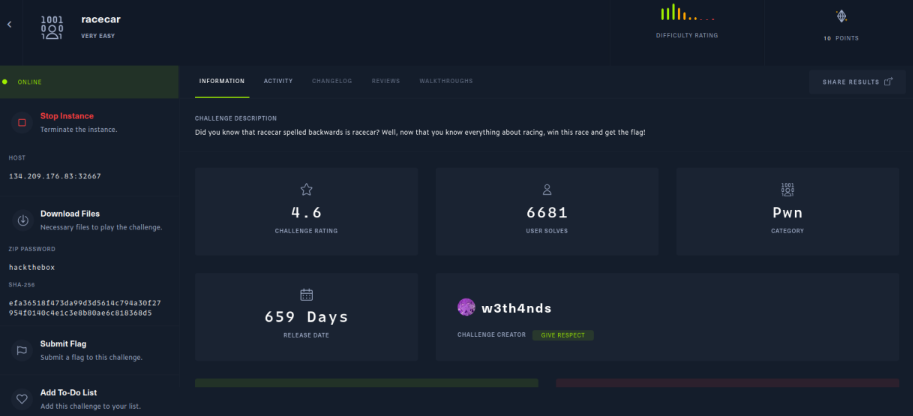 1001
racecar
VERY EASY
DIFFICULTY RATING
10 POINTS
ONLINE
Stop Instance
Terminate the instance.
HOST
134.209.176.83:32667
Download Files
Necessary files to play the challenge.
ZIP PASSWORD
hackthebox
SHA-256
efa36518f473da99d3d5614c794a30f27
954f0140c4e1c3e8b80ae6c818368d5
Submit Flag
Submit a flag to this challenge.
Add To-Do List
Add this challenge to your list.
INFORMATION
ACTIVITY
CHANGELOG
REVIEWS
WALKTHROUGHS
SHARE RESULTS
CHALLENGE DESCRIPTION
Did you know that racecar spelled backwards is racecar? Well, now that you know everything about racing, win this race and get the flag!
4.6
CHALLENGE RATING
6681
USER SOLVES
1001
Pwn
CATEGORY
659 Days
RELEASE DATE
w3th4nds
CHALLENGE CREATOR
GIVE RESPECT